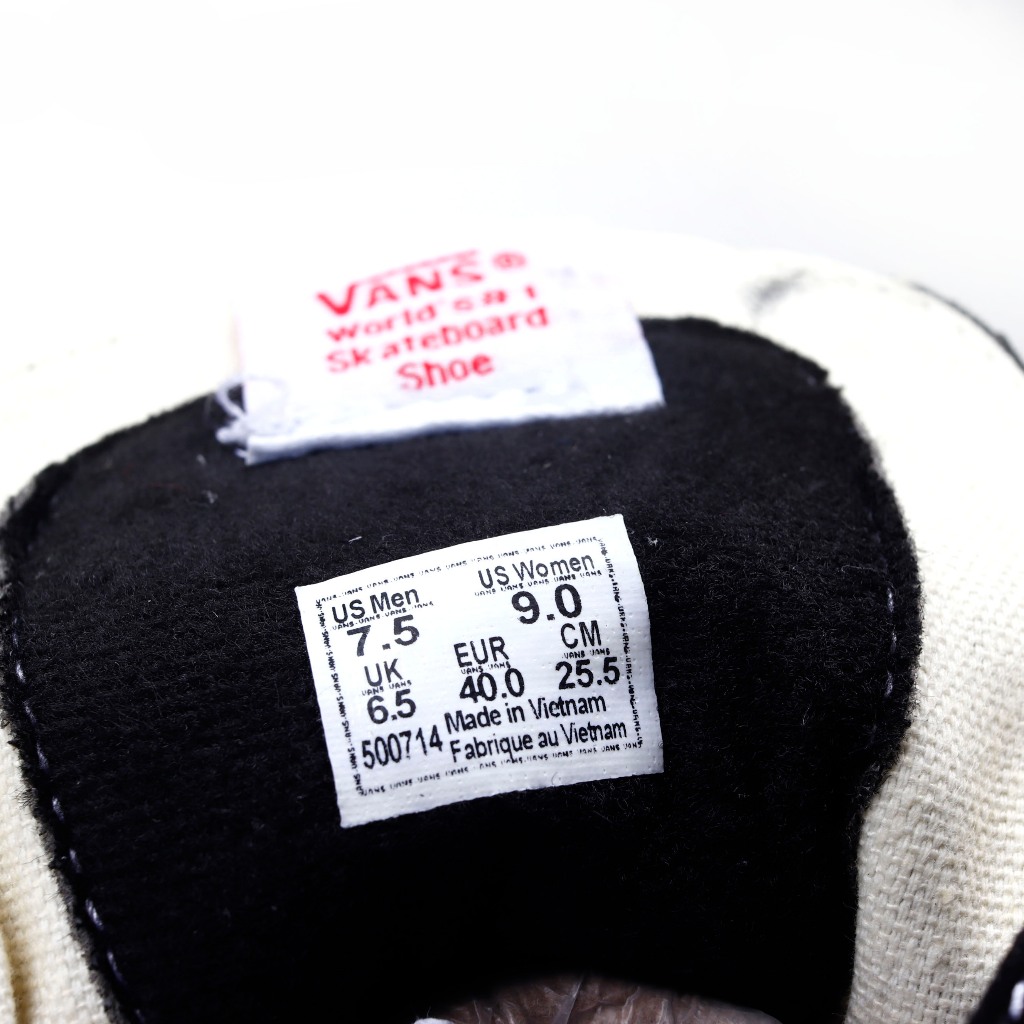 VANS®
World's #1
Skateboard
Shoe
US Men US Women
7.5 9.0
UK EUR CM
6.5 40.0 25.5
500714 Made in Vietnam
Fabrique au Vietnam